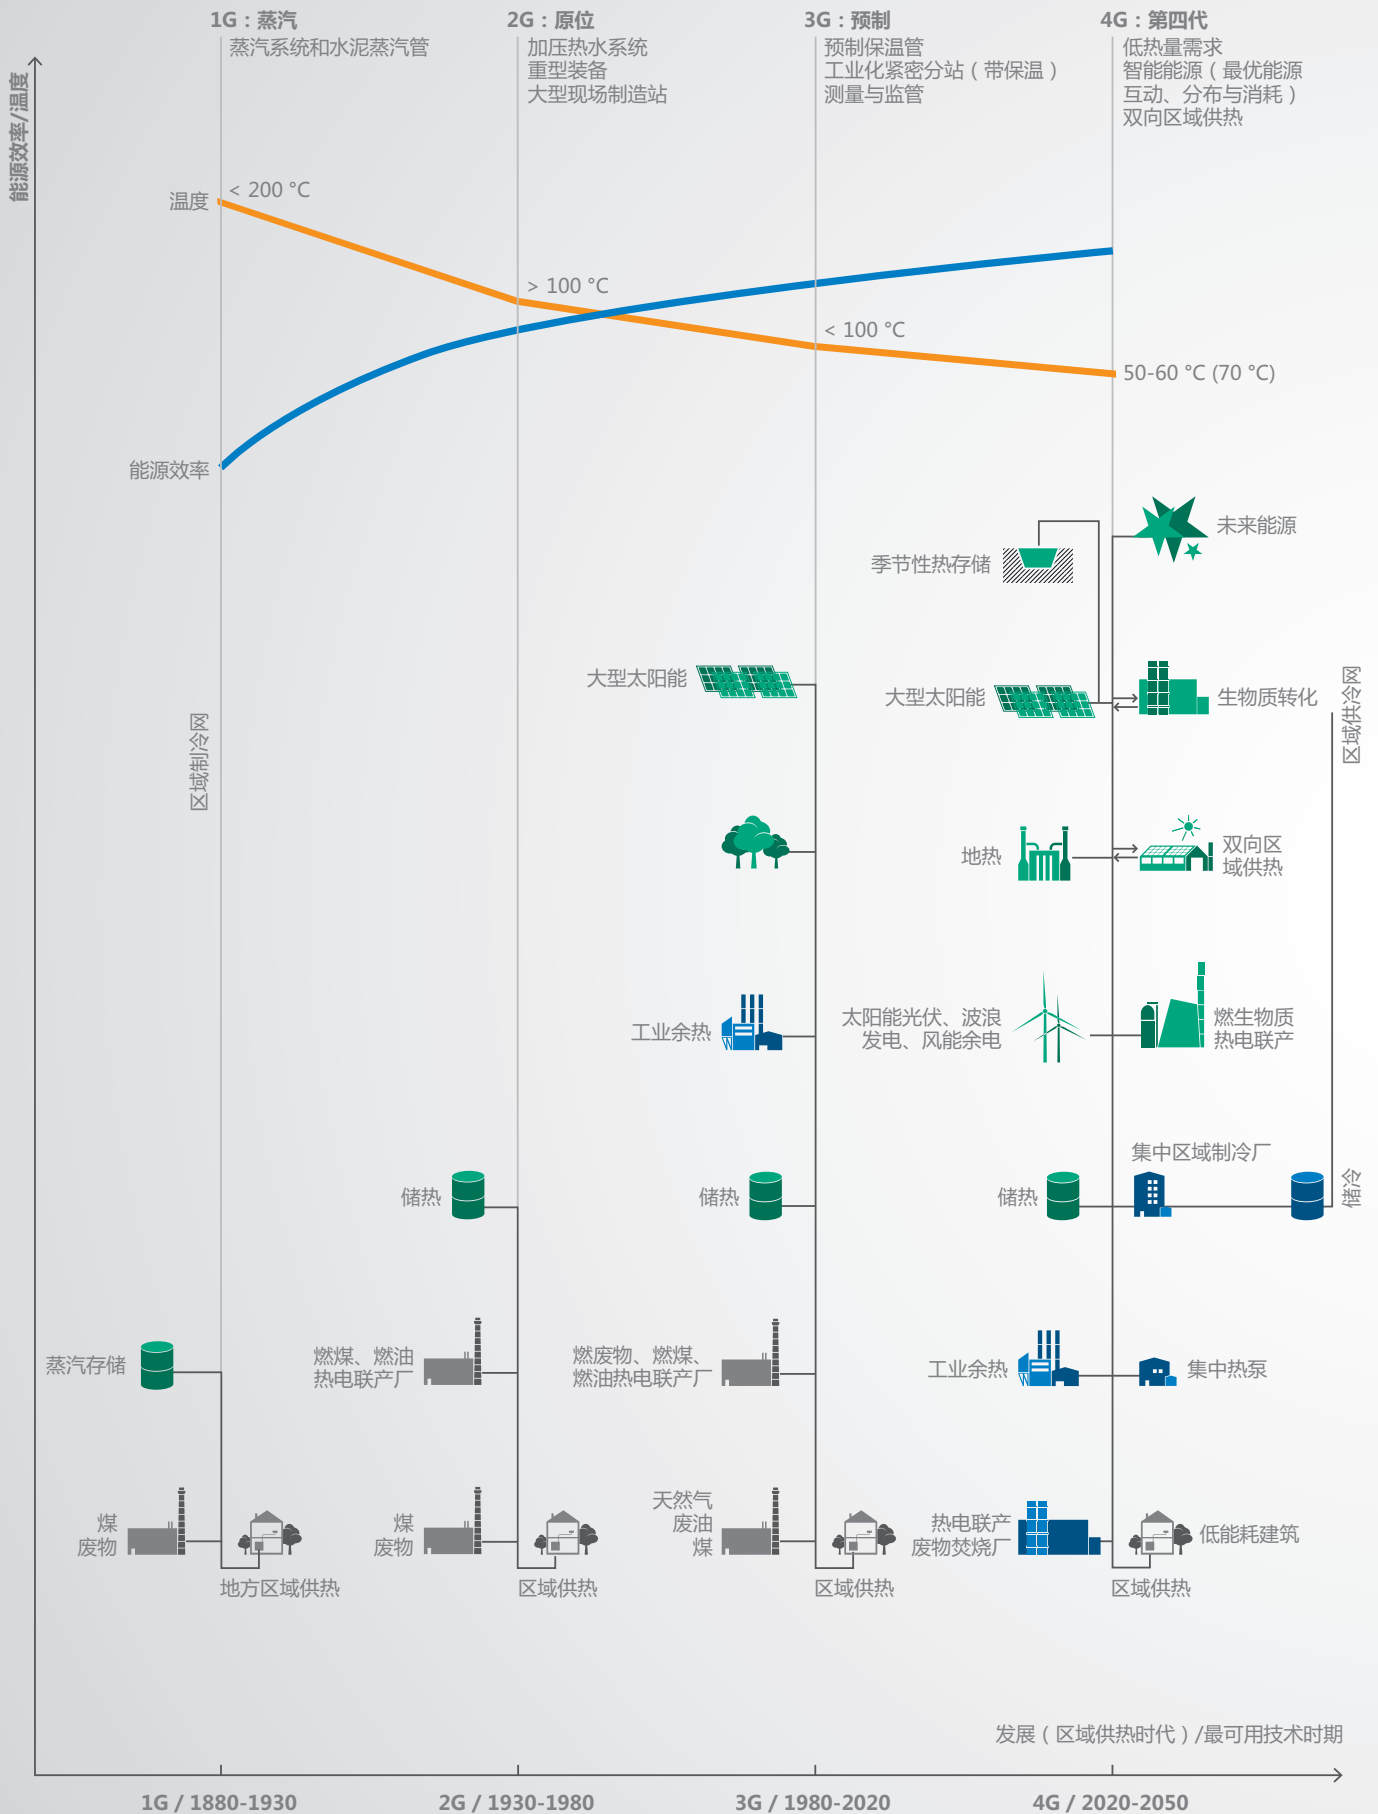 1G：蒸汽
蒸汽系统和水泥蒸汽管
2G：原位
加压热水系统
重型装备
大型现场制造站
3G：预制
预制保温管
工业化紧密分站（带保温）
测量与监管
4G：第四代
低热量需求
智能能源（最优能源
互动、分布与消耗）
双向区域供热
能源效率/温度
温度
< 200 °C
> 100 °C
< 100 °C
50-60 °C (70 °C)
能源效率
未来能源
季节性热存储
大型太阳能
大型太阳能
生物质转化
区域供冷网
区域制冷网
地热
双向区
域供热
工业余热
太阳能光伏、波浪
发电、风能余电
燃生物质
热电联产
集中区域制冷厂
储热
储热
储热
储冷
蒸汽存储
燃煤、燃油
热电联产厂
燃废物、燃煤、
燃油热电联产厂
工业余热
集中热泵
煤
废物
煤
废物
天然气
废油
煤
热电联产
废物焚烧厂
低能耗建筑
地方区域供热
区域供热
区域供热
区域供热
发展（区域供热时代）/最可用技术时期
1G / 1880-1930
2G / 1930-1980
3G / 1980-2020
4G / 2020-2050